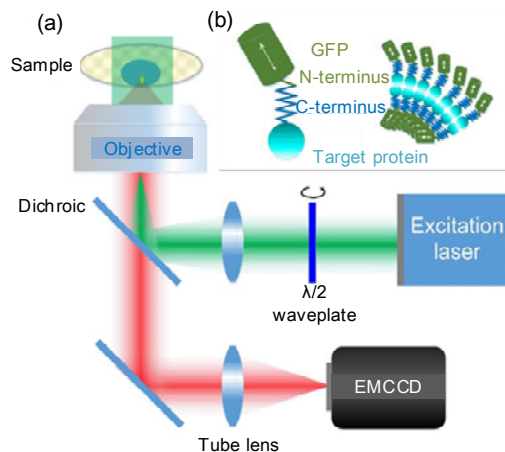 (a)
Sample
Objective
Dichroic
Excitation
laser
λ/2
waveplate
EMCCD
Tube lens
(b)
GFP
N-terminus
C-terminus
Target protein